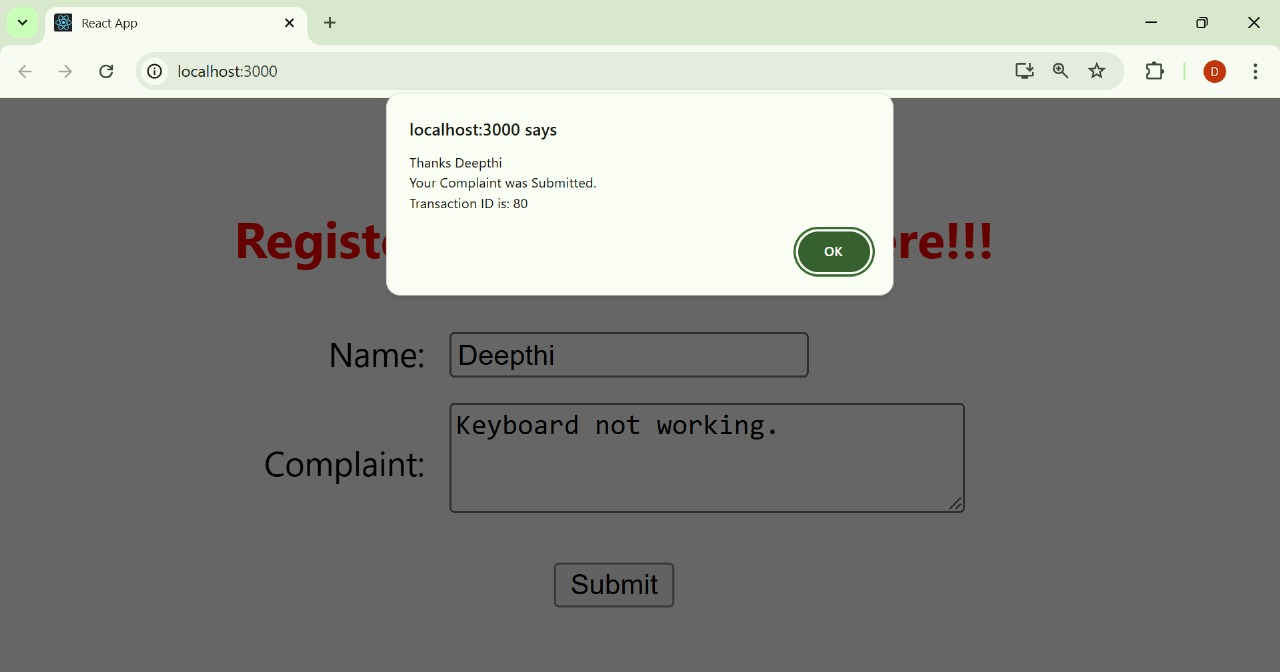 React App
localhost:3000
D
localhost:3000 says
Thanks Deepthi
Your Complaint was Submitted.
Transaction ID is: 80
OK
re!!!
Name:
Deepthi
Complaint:
Keyboard not working.
Submit